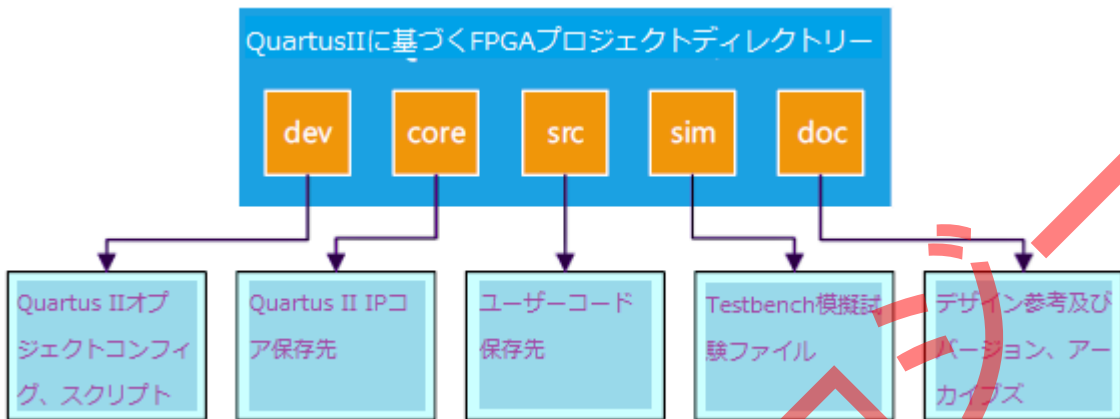 QuartusIIに基づくFPGAプロジェクトディレクトリー
dev
core
src
sim
doc
Quartus IIオブ
ジェクトコンフィ
グ、スクリプト
Quartus II IPコ
ア保存先
ユーザーコード
保存先
Testbench模擬試
験ファイル
デザイン参考及び
バージョン、アー
カイブズ